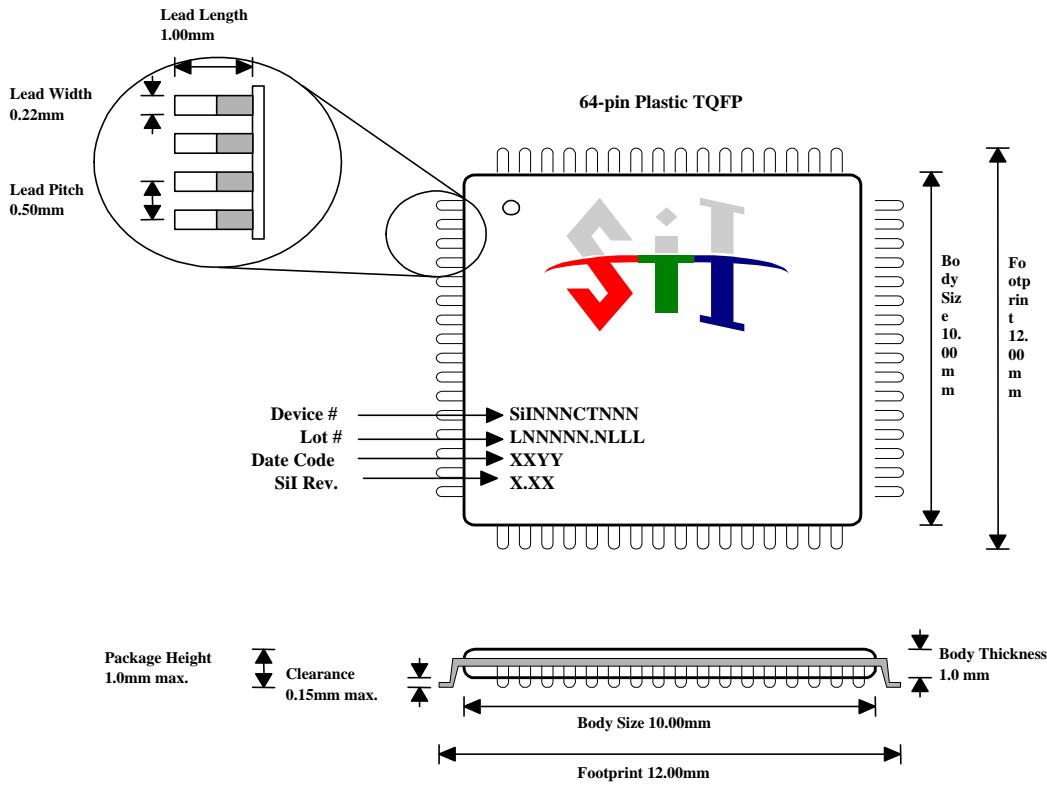 Lead Length
1.00mm
Lead Width
0.22mm
Lead Pitch
0.50mm
64-pin Plastic TQFP
SiI
Bo
dy
Siz
e
10.
00
m
m
Fo
otp
rin
t
12.
00
m
m
Device #
SiINNNCTNNN
Lot #
LNNNNN.NLLL
Date Code
XXYY
SiI Rev.
X.XX
Package Height
1.0mm max.
Clearance
0.15mm max.
Body Thickness
1.0 mm
Body Size 10.00mm
Footprint 12.00mm